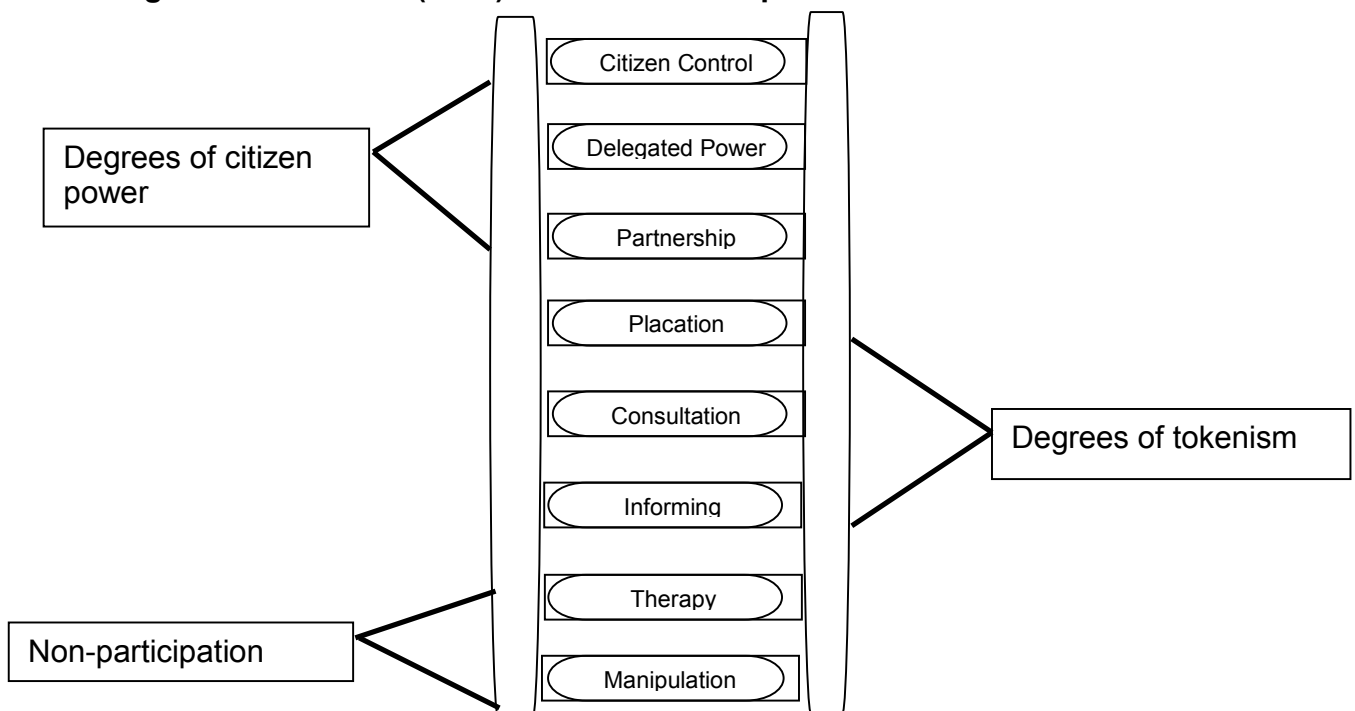 Citizen Control
Degrees of citizen
power
Delegated Power
Partnership
Placation
Consultation
Degrees of tokenism
Informing
Therapy
Non-participation
Manipulation